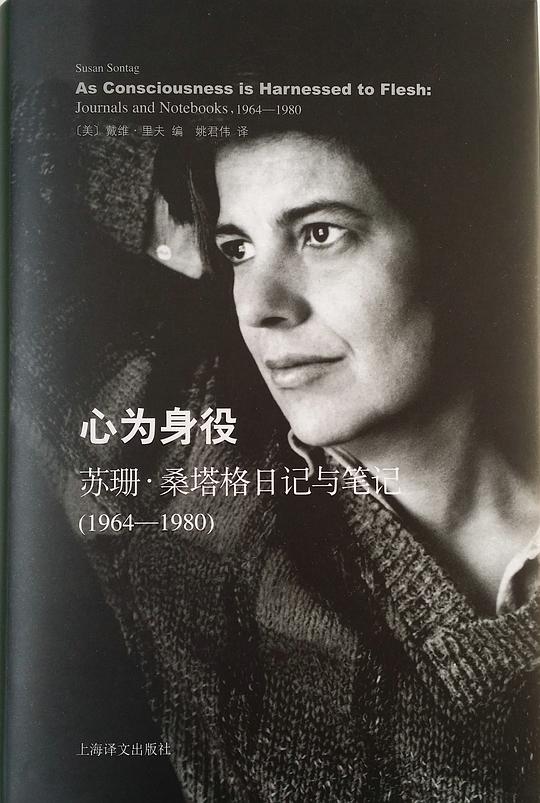 Susan Sontag
As Consciousness is Harnessed to Flesh:
Journals and Notebooks, 1964—1980
〔美〕戴维·里夫 编 姚君伟 译
心为身役
苏珊·桑塔格日记与笔记
(1964—1980)
上海译文出版社